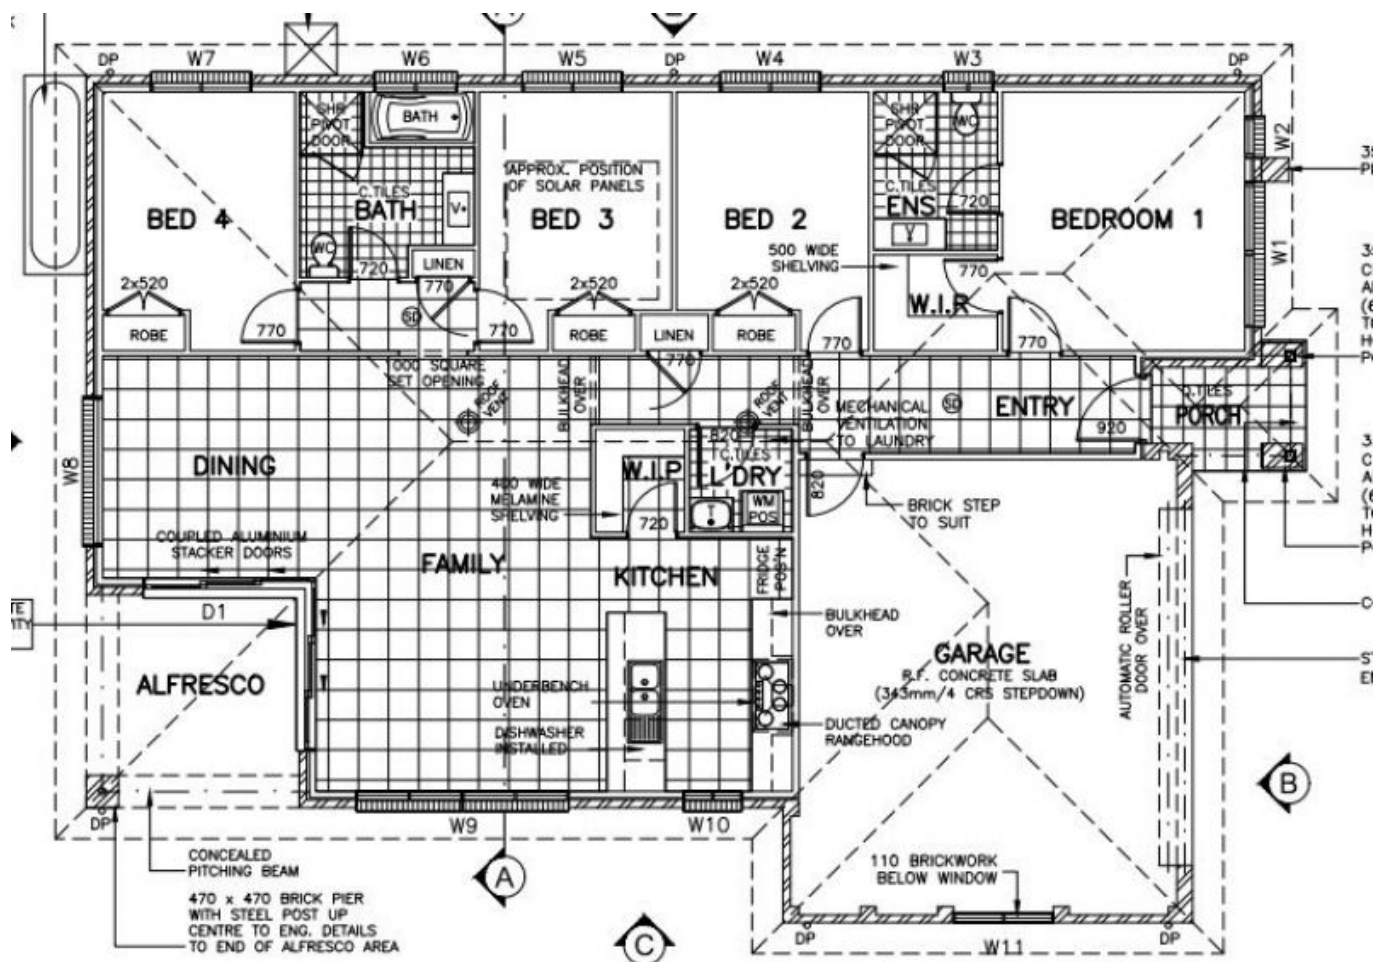 DP
W7
W6
W5
DP
W4
W3
DP
SHR
PIVOT
DOOR
BATH
SHR
PIVOT
DOOR
WC
W2
APPROX. POSITION
OF SOLAR PANELS
C.TILES
BATH
V
BED 4
BED 3
BED 2
C.TILES
ENS
V
720
BEDROOM 1
W1
WC
720
LINEN
500 WIDE
SHELVING
2x520
770
2x520
2x520
770
W.I.R
ROBE
770
SD
770
ROBE
LINEN
ROBE
770
770
1000 SQUARE
SET OPENING
BULKHEAD
OVER
770
BULKHEAD
OVER
ROOF
VENT
ROOF
VENT
MECHANICAL
VENTILATION
TO LAUNDRY
SD
ENTRY
920
C.TILES
PORCH
W8
DINING
820
C.TILES
L'DRY
W.I.P
400 WIDE
MELAMINE
SHELVING
720
T
WM
POS
820
BRICK STEP
TO SUIT
COUPLED ALUMINIUM
STACKER DOORS
FAMILY
KITCHEN
FRIDGE
POS'N
D1
BULKHEAD
OVER
AUTOMATIC ROLLER
DOOR OVER
GARAGE
R.F. CONCRETE SLAB
(343mm/4 CRS STEPDOWN)
ALFRESCO
UNDERBENCH
OVEN
DISHWASHER
INSTALLED
DUCTED CANOPY
RANGEHOOD
B
DP
W9
W10
CONCEALED
PITCHING BEAM
A
110 BRICKWORK
BELOW WINDOW
470 x 470 BRICK PIER
WITH STEEL POST UP
CENTRE TO ENG. DETAILS
TO END OF ALFRESCO AREA
C
DP
W11
DP